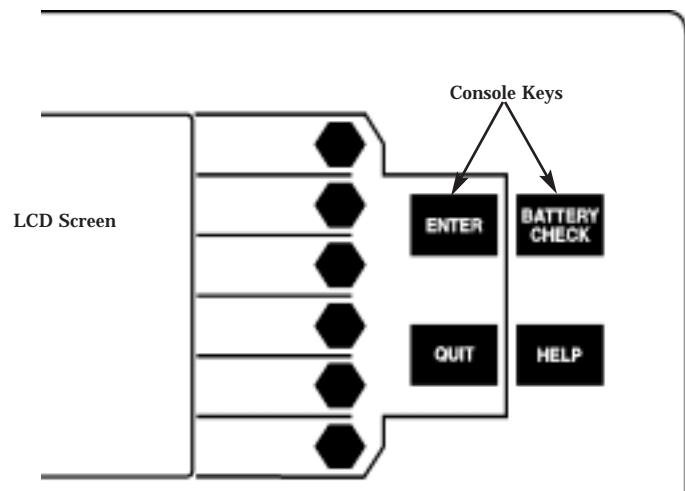 Console Keys
LCD Screen
ENTER
BATTERY
CHECK
QUIT
HELP